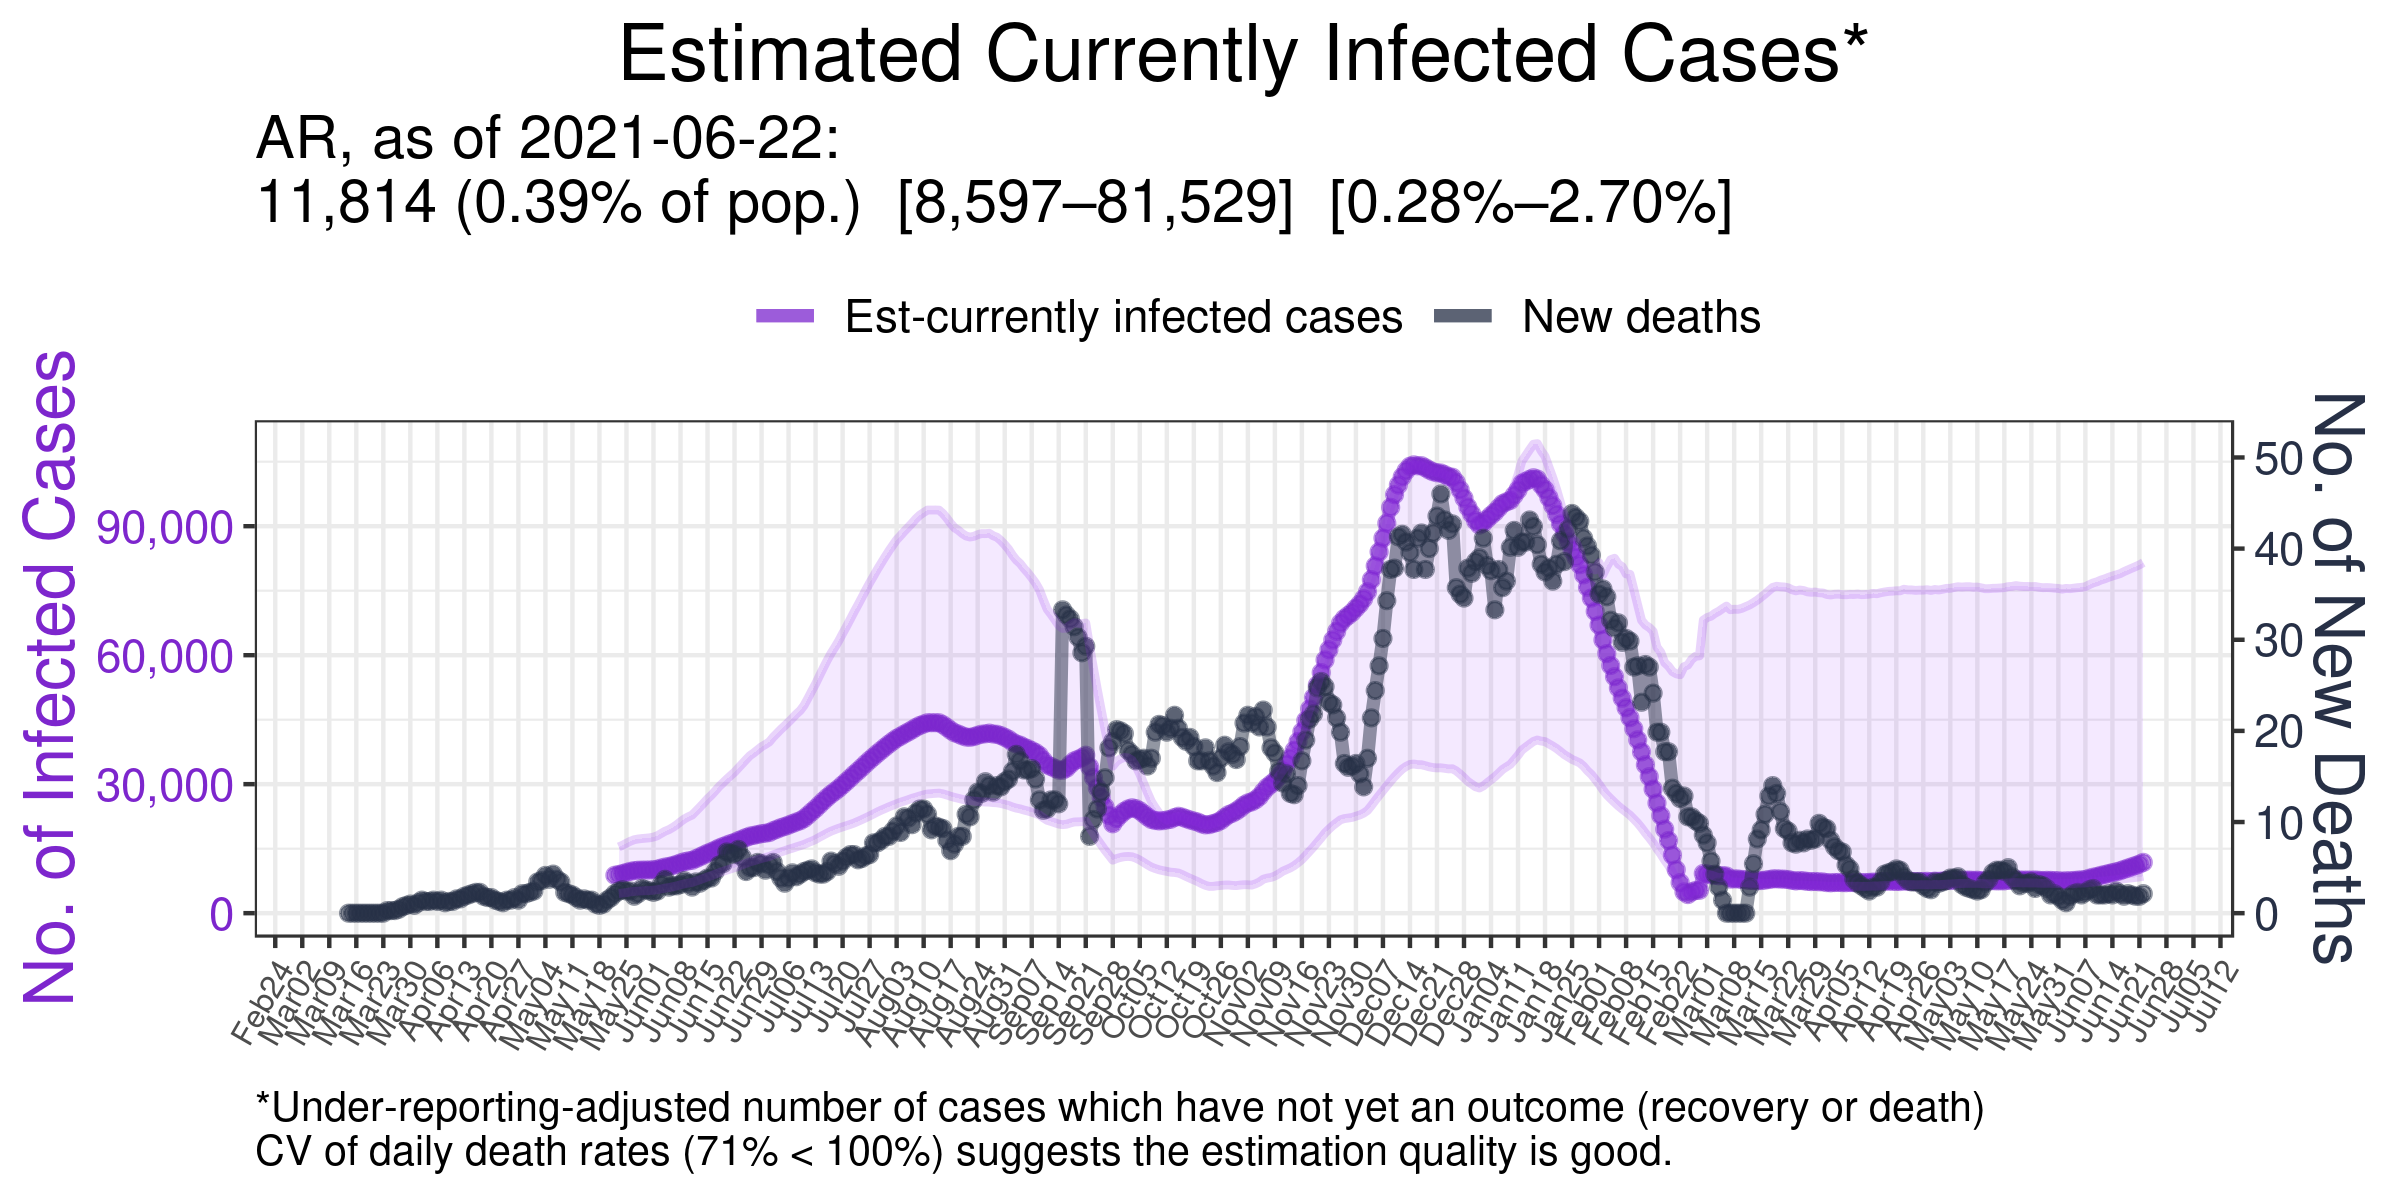 Estimated Currently Infected Cases*
AR, as of 2021-06-22:
11,814 (0.39% of pop.)  [8,597–81,529]  [0.28%–2.70%]
Est-currently infected cases
New deaths
No. of Infected Cases
90,000
60,000
30,000
0
No. of New Deaths
50
40
30
20
10
0
Feb24
Mar02
Mar09
Mar16
Mar23
Mar30
Apr06
Apr13
Apr20
Apr27
May04
May11
May18
May25
Jun01
Jun08
Jun15
Jun22
Jun29
Jul06
Jul13
Jul20
Jul27
Aug03
Aug10
Aug17
Aug24
Aug31
Sep07
Sep14
Sep21
Sep28
Oct05
Oct12
Oct19
Oct26
Nov02
Nov09
Nov16
Nov23
Nov30
Dec07
Dec14
Dec21
Dec28
Jan04
Jan11
Jan18
Jan25
Feb01
Feb08
Feb15
Feb22
Mar01
Mar08
Mar15
Mar22
Mar29
Apr05
Apr12
Apr19
Apr26
May03
May10
May17
May24
May31
Jun07
Jun14
Jun21
Jun28
Jul05
Jul12
*Under-reporting-adjusted number of cases which have not yet an outcome (recovery or death)
CV of daily death rates (71% < 100%) suggests the estimation quality is good.